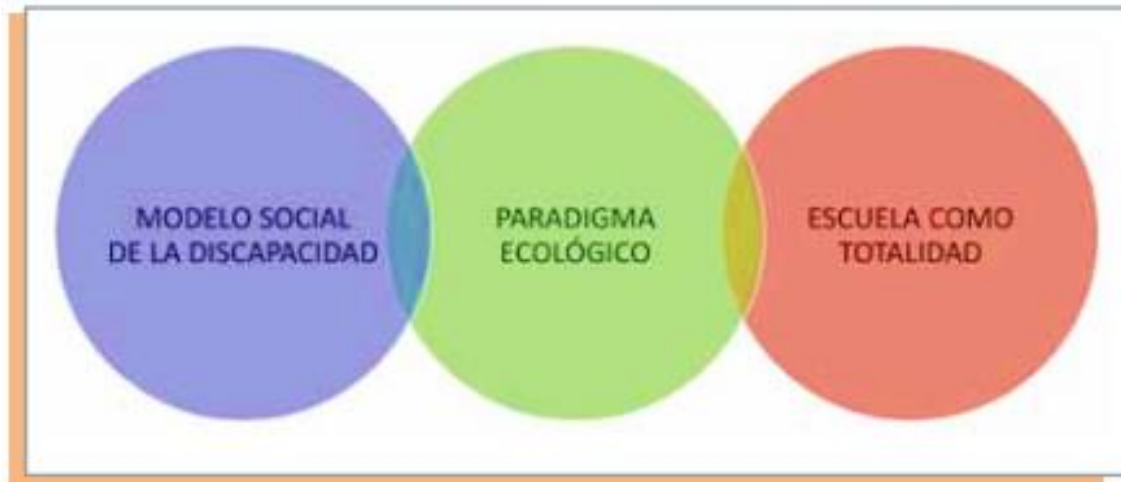 MODELO SOCIAL
DE LA DISCAPACIDAD
PARADIGMA
ECOLÓGICO
ESCUELA COMO
TOTALIDAD